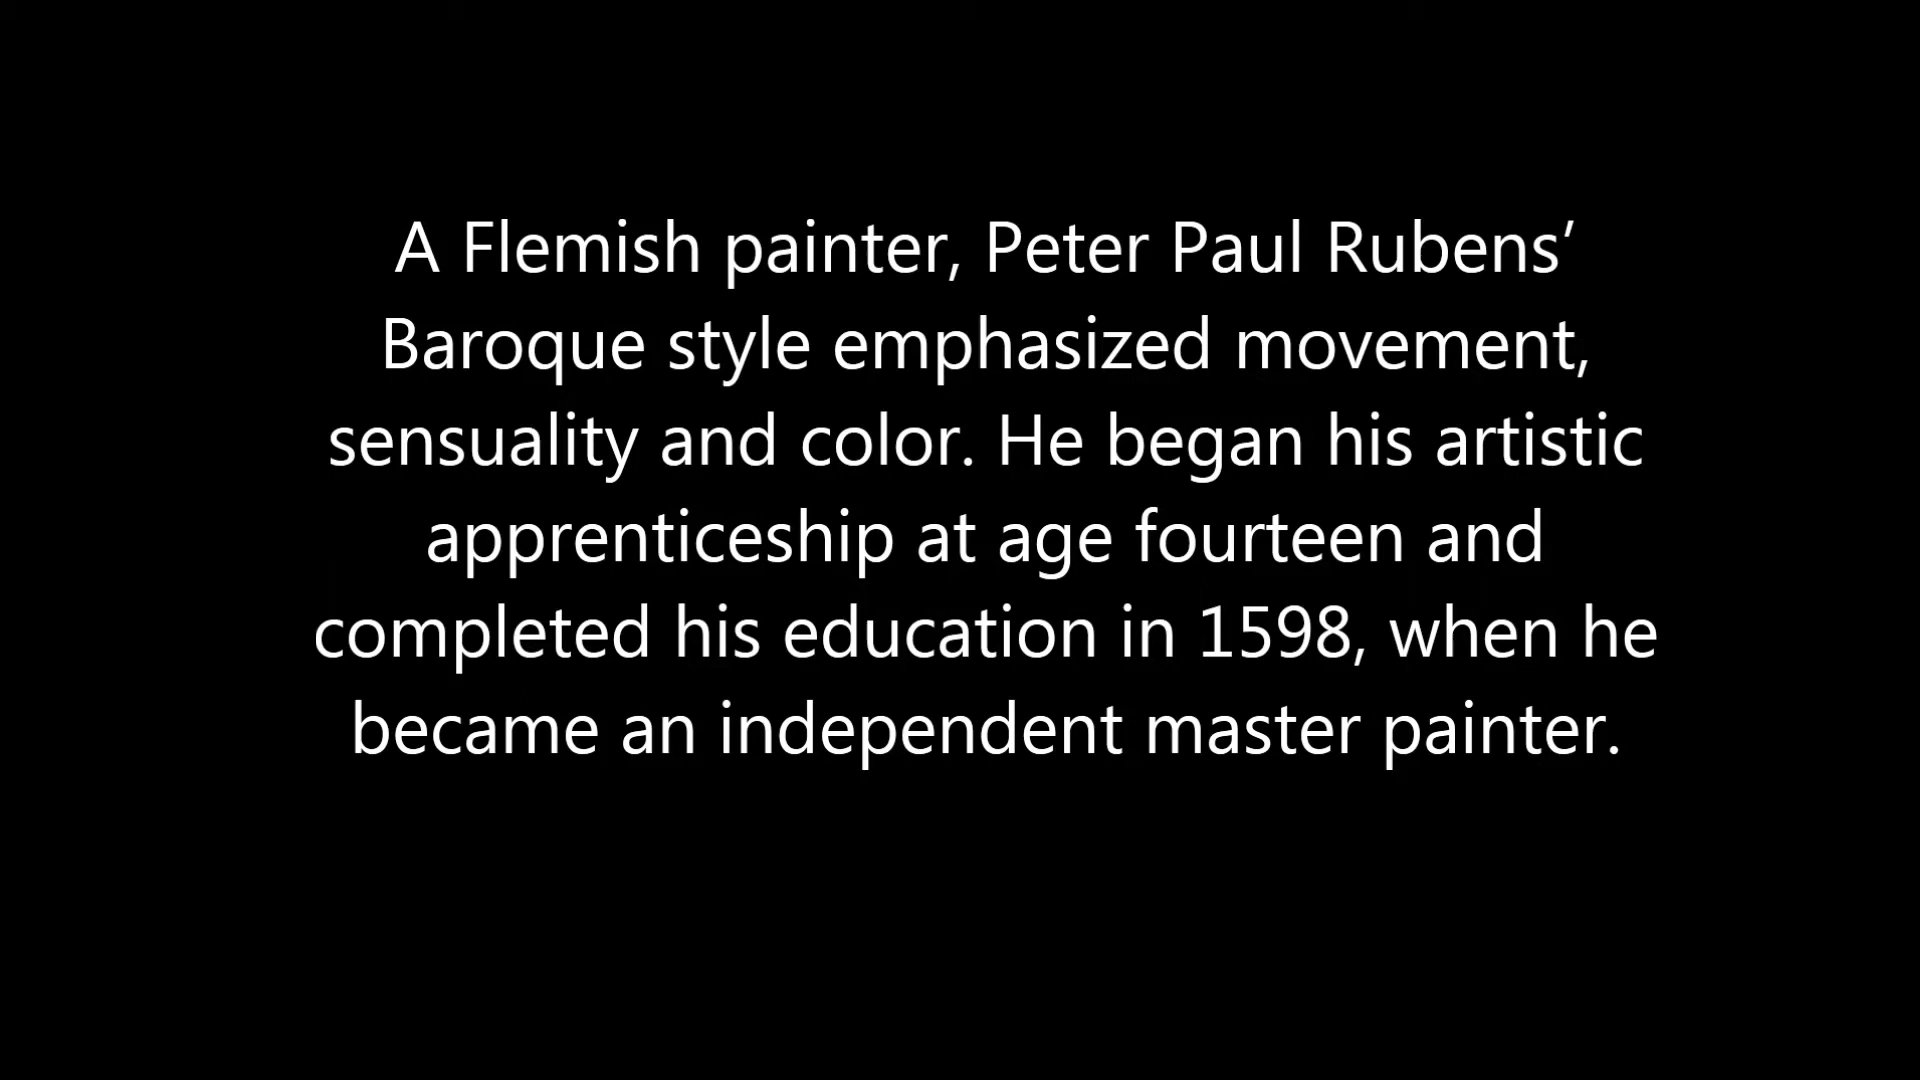 A Flemish painter, Peter Paul Rubens’
Baroque style emphasized movement,
sensuality and color. He began his artistic
apprenticeship at age fourteen and
completed his education in 1598, when he
became an independent master painter.